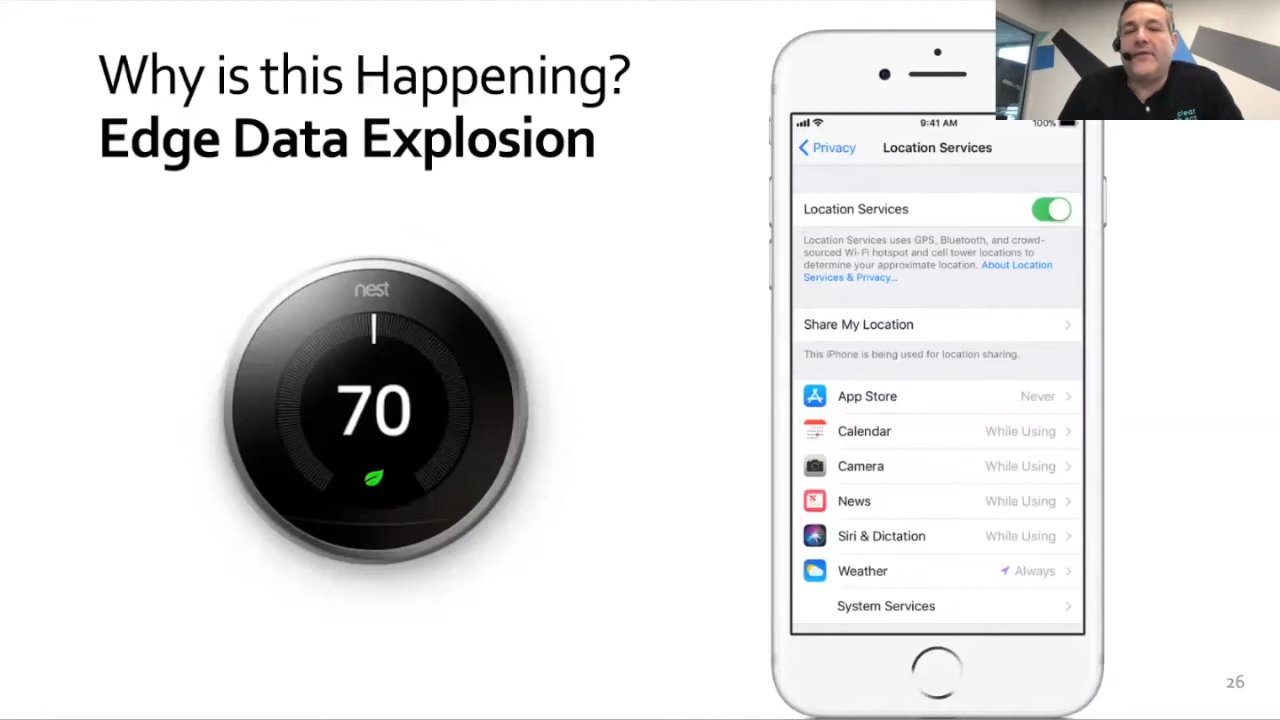 Why is this Happening?
Edge Data Explosion
nest
70
9:41 AM
100%
Privacy
Location Services
Location Services
Location Services uses GPS, Bluetooth, and crowd-
sourced Wi-Fi hotspot and cell tower locations to
determine your approximate location. About Location
Services & Privacy...
Share My Location
This iPhone is being used for location sharing.
App Store Never
Calendar While Using
Camera While Using
News While Using
Siri & Dictation While Using
Weather Always
System Services
clear
26